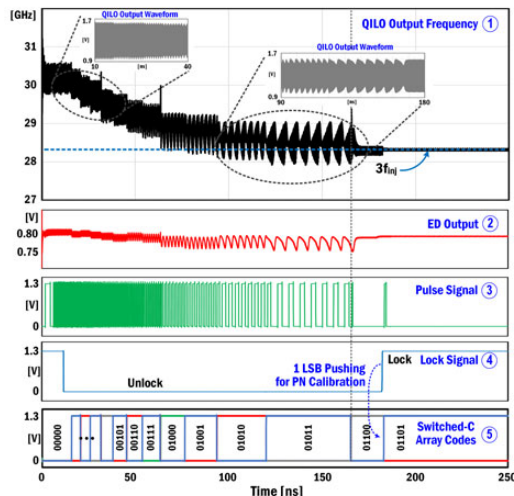 [GHz]
QILO Output Waveform
QILO Output Frequency 1
1.7
[V]
0.9
10 [m] 40
QILO Output Waveform
1.7
[V]
0.9
90 [m] 180
31
30
29
28
27
3finj
[V]
0.80
0.75
ED Output 2
1.3
[V]
0
Pulse Signal 3
1.3
[V]
0
Unlock
1 LSB Pushing
for PN Calibration
Lock Lock Signal 4
1.3
[V]
0
00000
•••
00101
00110
00111
01000
01001
01010
01011
01100
01101
Switched-C
Array Codes 5
0 50 100 150 200 250
Time [ns]